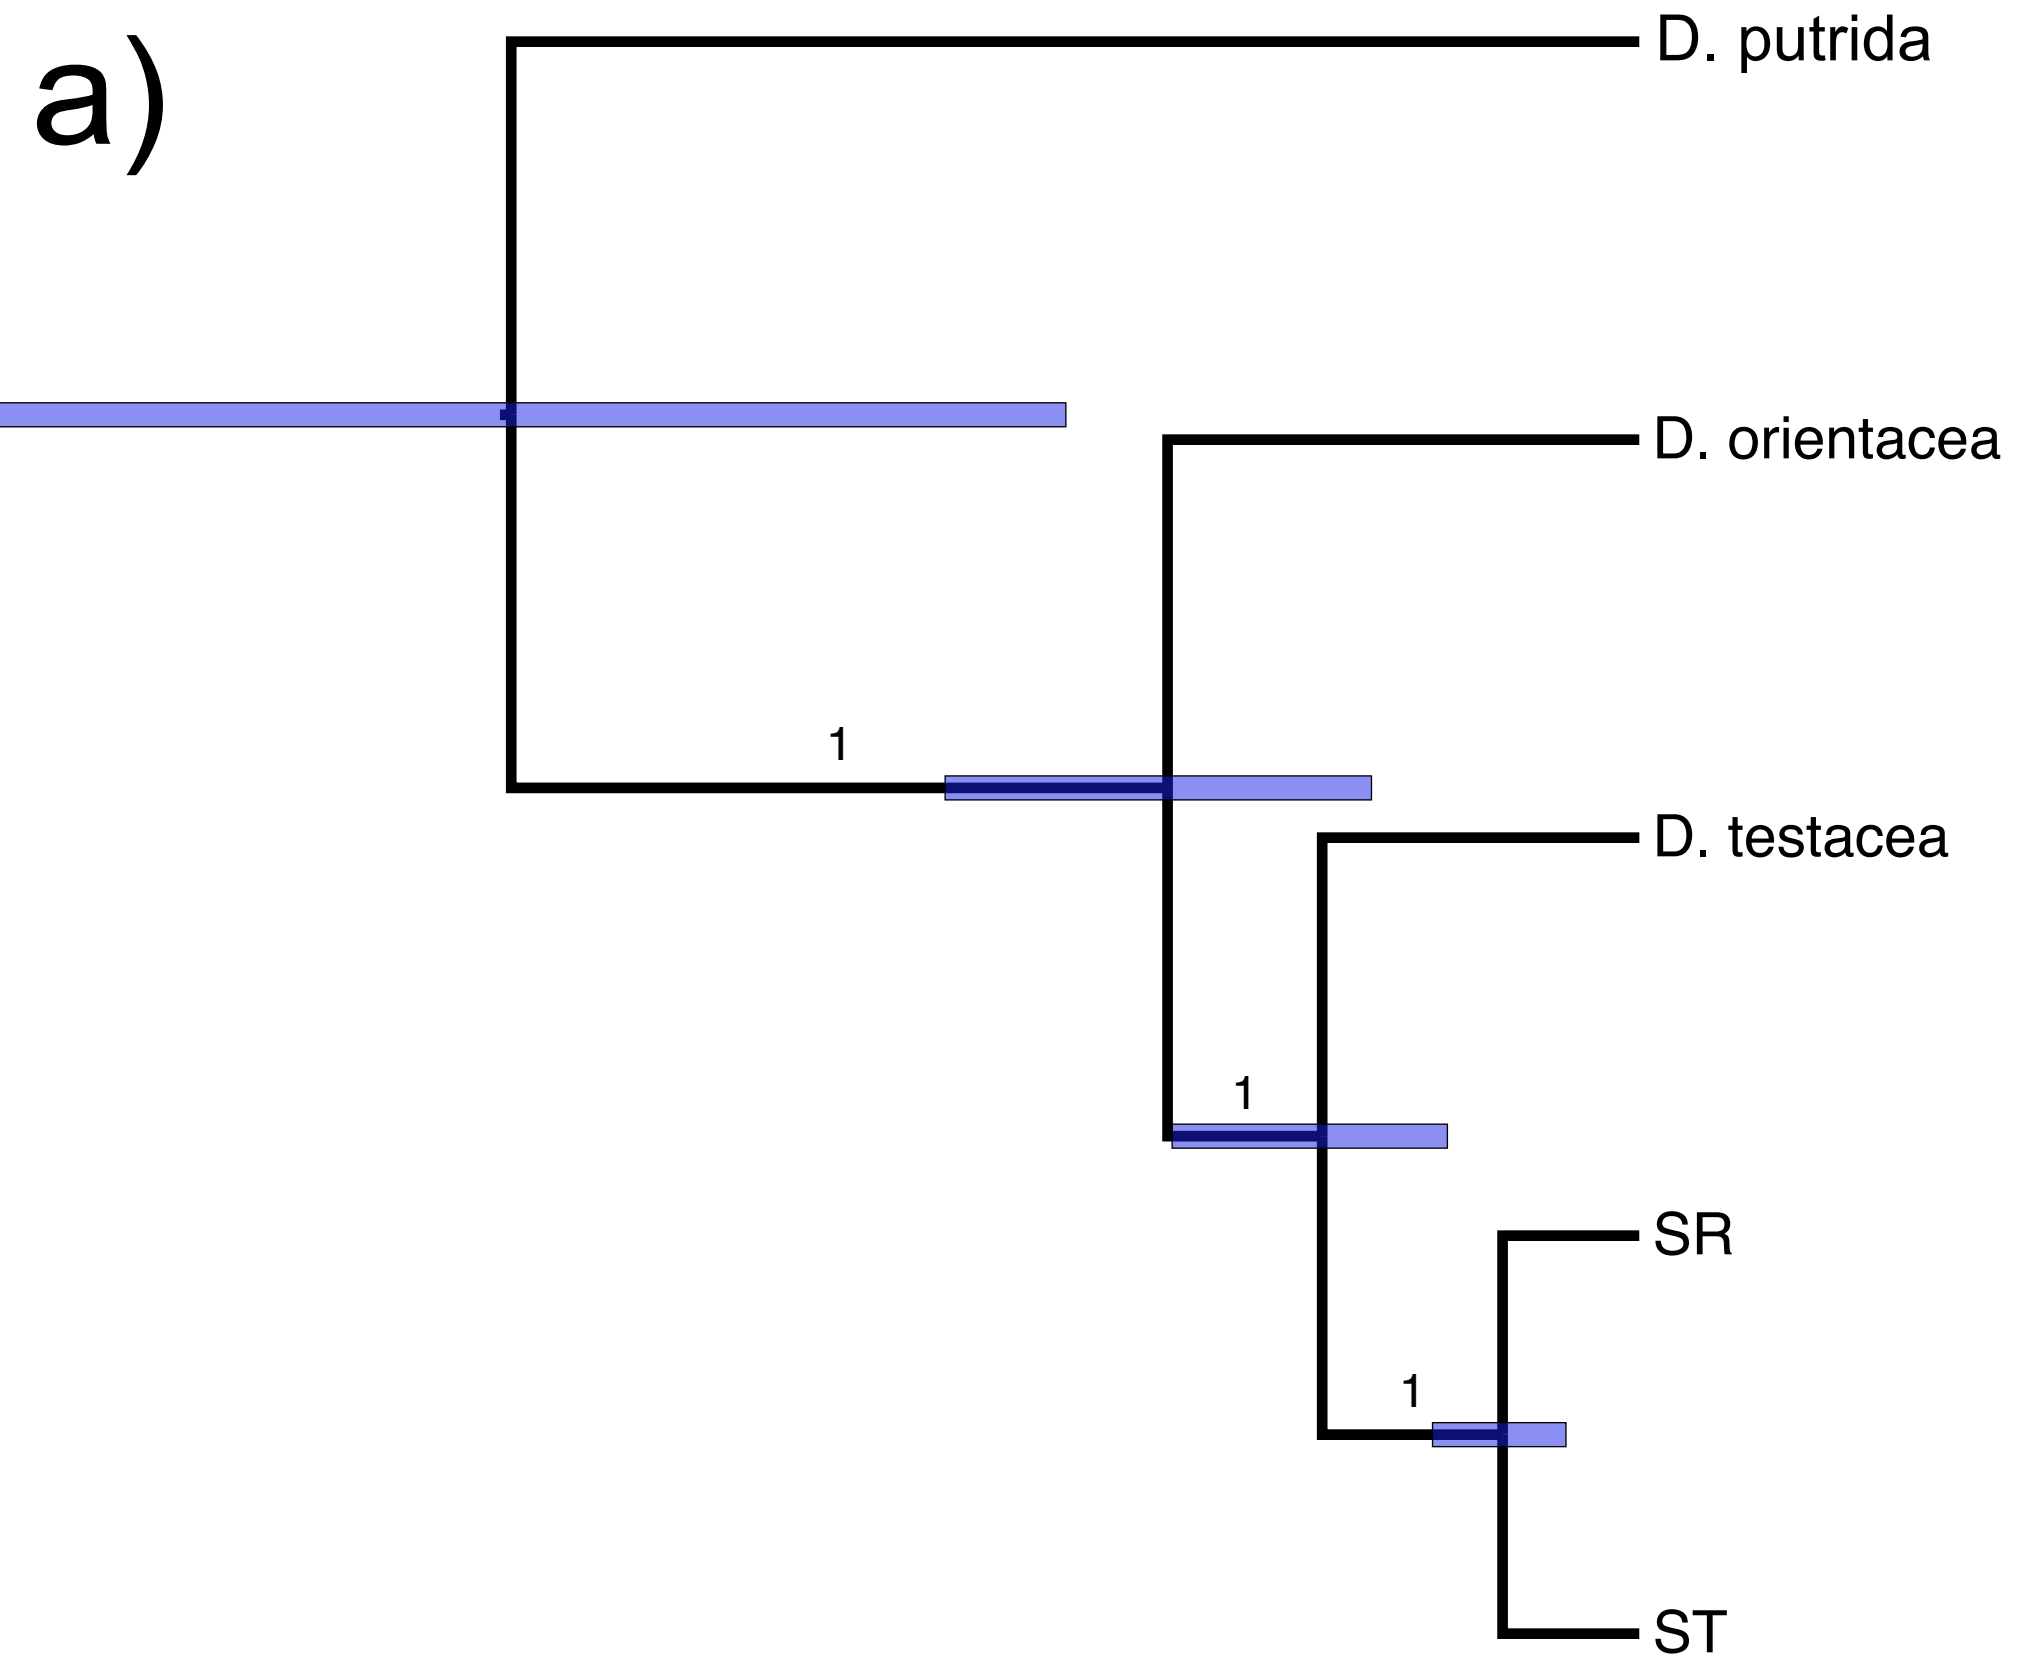 a)
D. putrida
D. orientacea
1
D. testacea
1
SR
1
ST